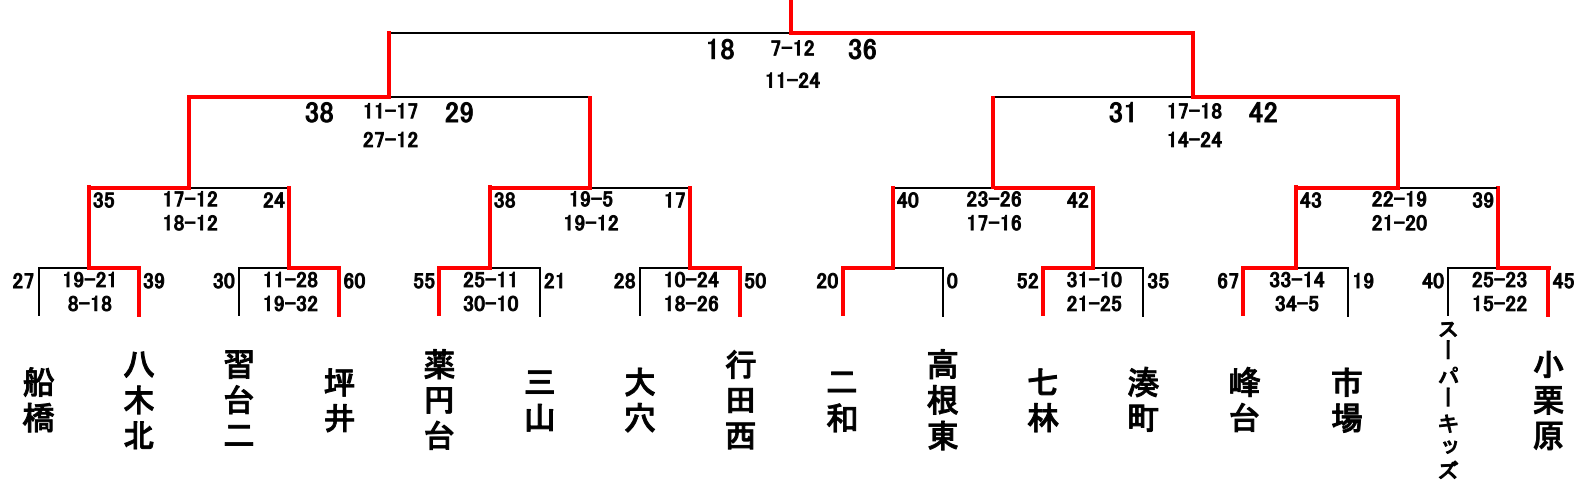 18 7-12 36
11-24
38 11-17 29 31 17-18 42
27-12 14-24
35 17-12 24 38 19-5 17 40 23-26 42 43 22-19 39
18-12 19-12 17-16 21-20
27 19-21 39 30 11-28 60 55 25-11 21 28 10-24 50 20 0 52 31-10 35 67 33-14 19 40 25-23 45
8-18 19-32 30-10 18-26 21-25 34-5 15-22
船橋
八木北
習台二
坪井
薬円台
三山
大穴
行田西
二和
高根東
七林
湊町
峰台
市場
スーパーキッズ
小栗原